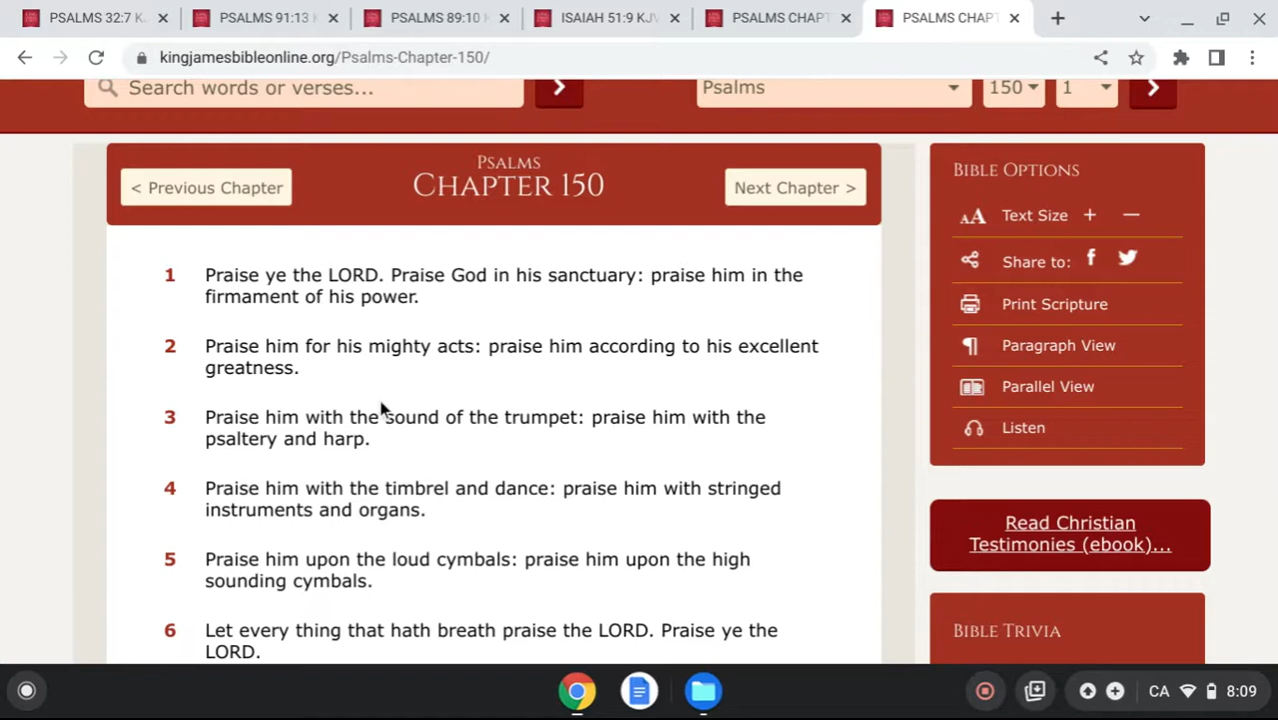 PSALMS 32:7 K
PSALMS 91:13 K
PSALMS 89:10 K
ISAIAH 51:9 KJV
PSALMS CHAPT
PSALMS CHAPT
kingjamesbibleonline.org/Psalms-Chapter-150/
Search words or verses...
Psalms
150
1
< Previous Chapter
PSALMS
CHAPTER 150
Next Chapter >
1 Praise ye the LORD. Praise God in his sanctuary: praise him in the
firmament of his power.
2 Praise him for his mighty acts: praise him according to his excellent
greatness.
3 Praise him with the sound of the trumpet: praise him with the
psaltery and harp.
4 Praise him with the timbrel and dance: praise him with stringed
instruments and organs.
5 Praise him upon the loud cymbals: praise him upon the high
sounding cymbals.
6 Let every thing that hath breath praise the LORD. Praise ye the
LORD.
BIBLE OPTIONS
AA Text Size + −
Share to: f
Print Scripture
¶ Paragraph View
Parallel View
Listen
Read Christian
Testimonies (ebook)...
BIBLE TRIVIA
CA 8:09